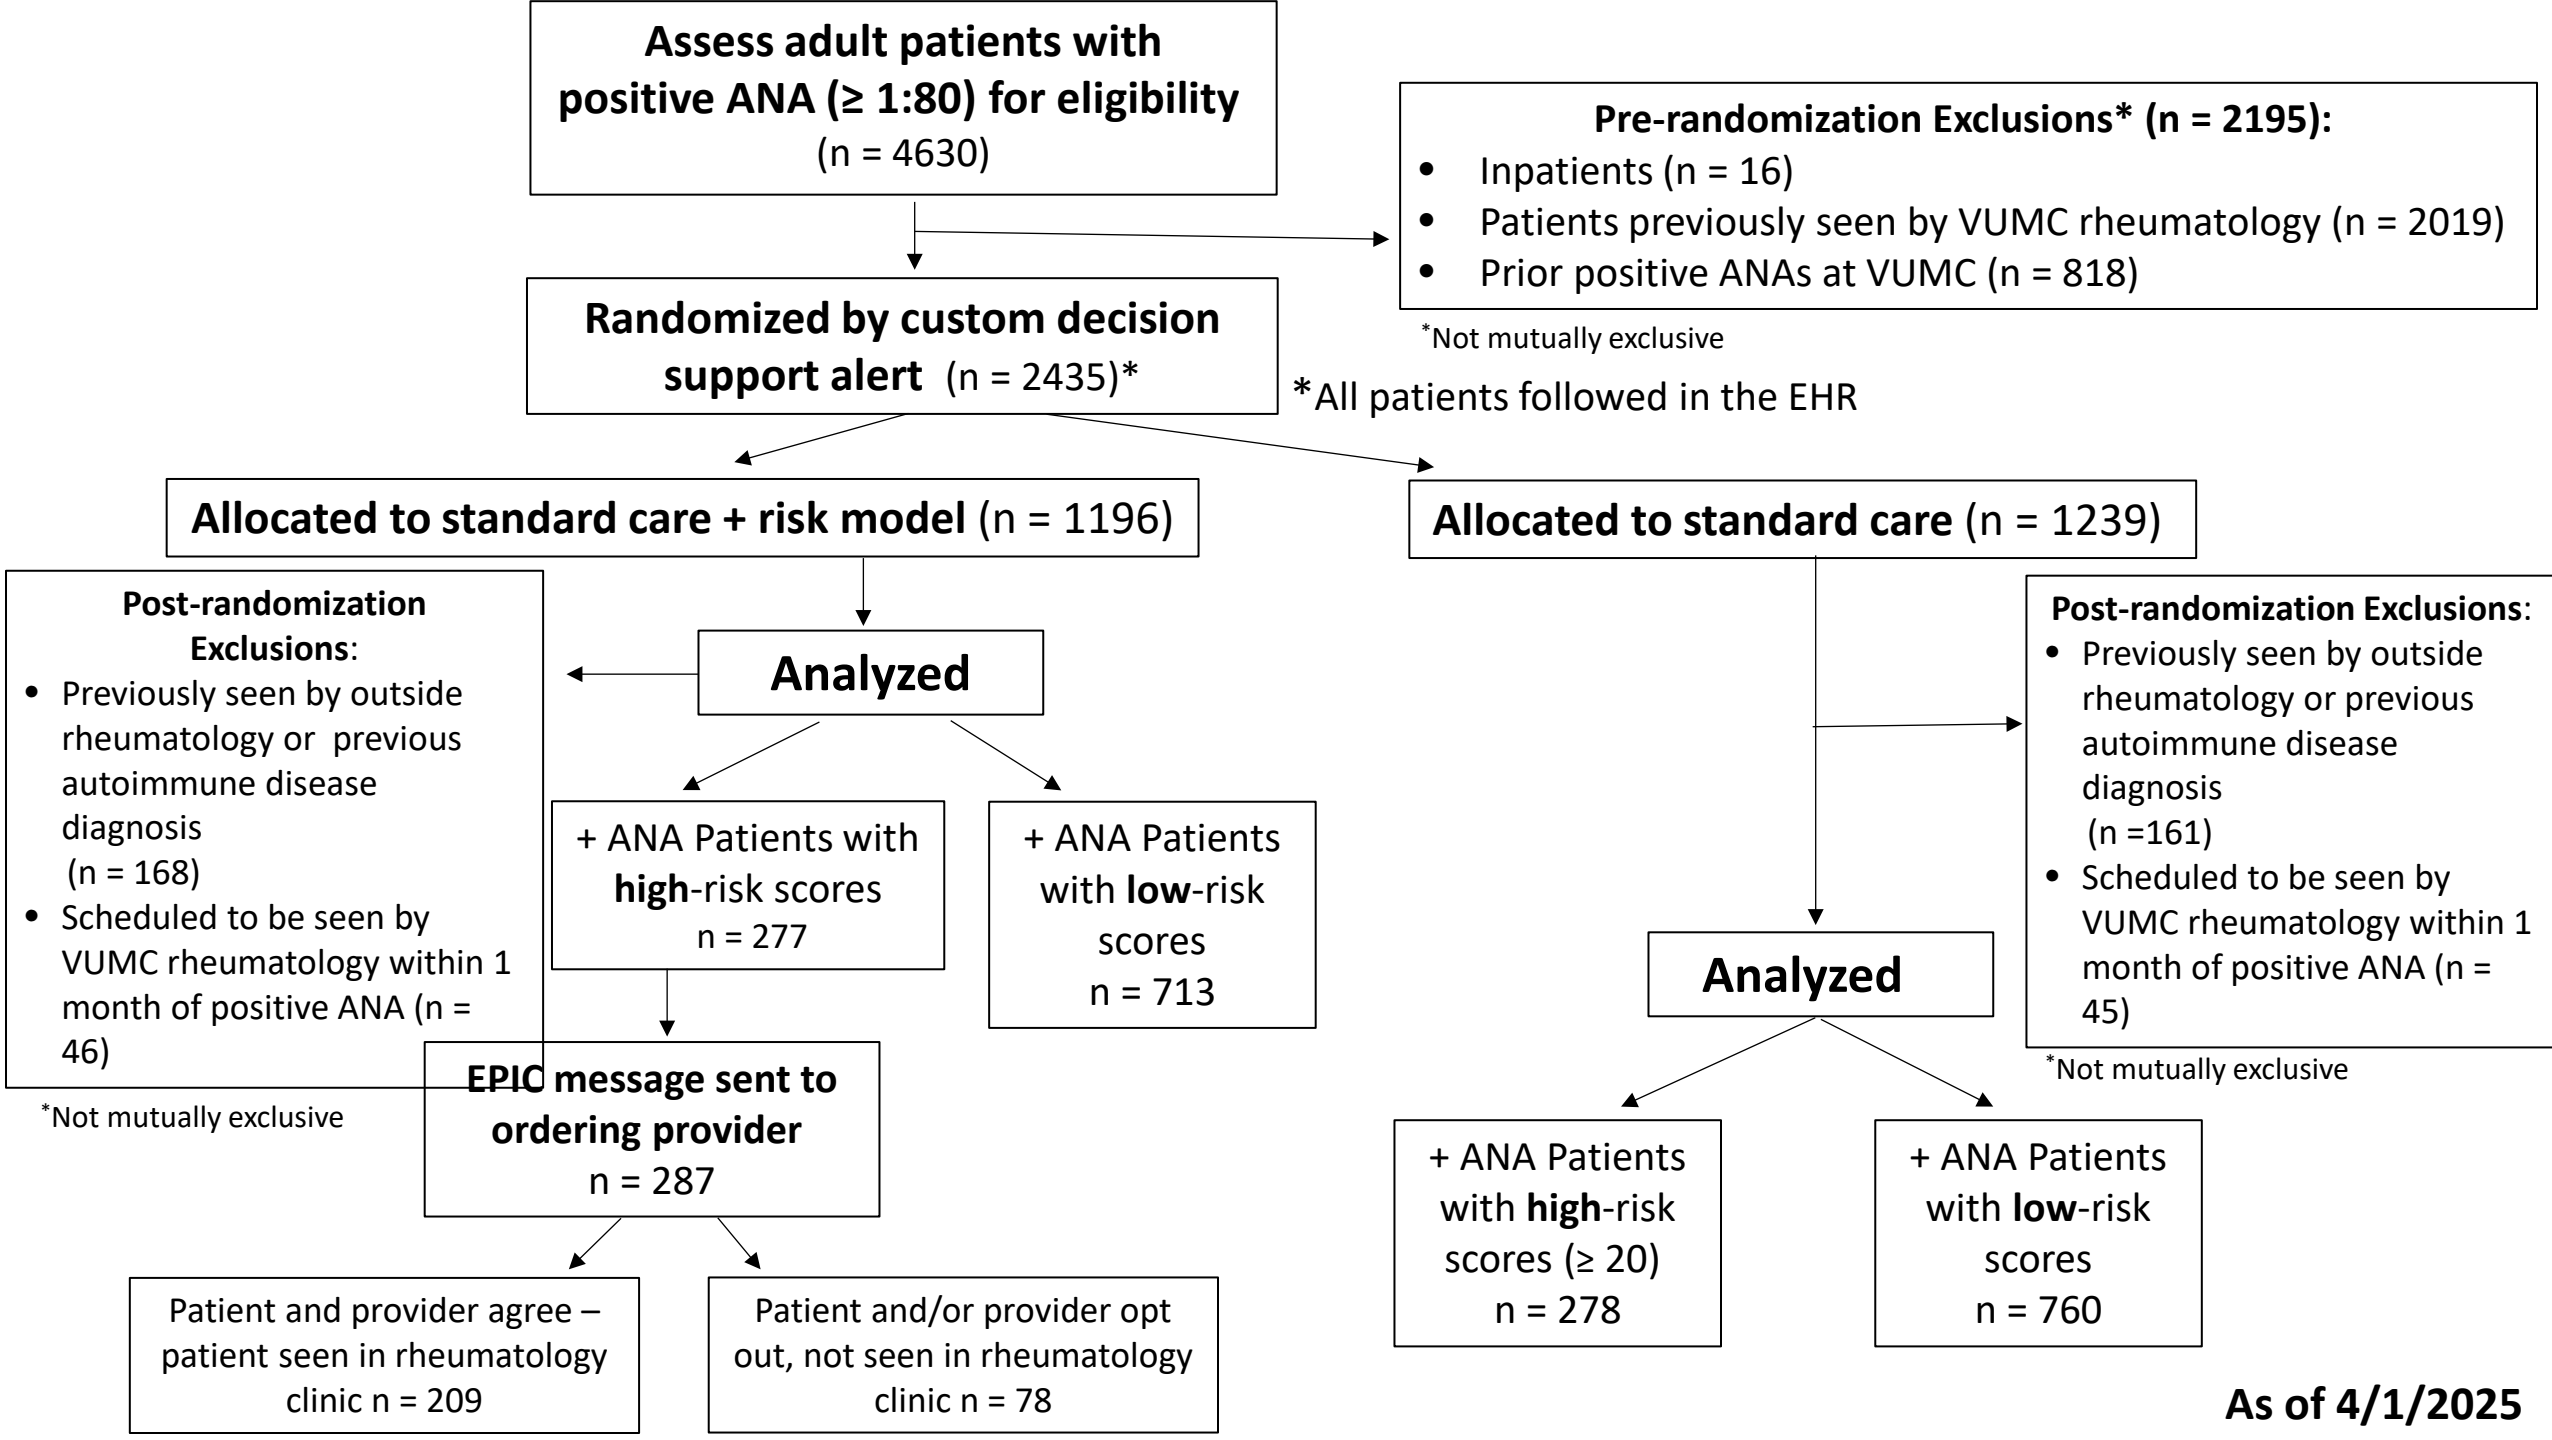 Assess adult patients with
positive ANA (≥ 1:80) for eligibility
(n = 4630)
Pre-randomization Exclusions* (n = 2195):
• Inpatients (n = 16)
• Patients previously seen by VUMC rheumatology (n = 2019)
• Prior positive ANAs at VUMC (n = 818)
*Not mutually exclusive
Randomized by custom decision
support alert (n = 2435)*
*All patients followed in the EHR
Allocated to standard care + risk model (n = 1196)
Allocated to standard care (n = 1239)
Post-randomization
Exclusions:
• Previously seen by outside
rheumatology or previous
autoimmune disease
diagnosis
(n = 168)
• Scheduled to be seen by
VUMC rheumatology within 1
month of positive ANA (n =
46)
*Not mutually exclusive
Analyzed
+ ANA Patients with
high-risk scores
n = 277
+ ANA Patients
with low-risk
scores
n = 713
EPIC message sent to
ordering provider
n = 287
Patient and provider agree –
patient seen in rheumatology
clinic n = 209
Patient and/or provider opt
out, not seen in rheumatology
clinic n = 78
Post-randomization Exclusions:
• Previously seen by outside
rheumatology or previous
autoimmune disease
diagnosis
(n =161)
• Scheduled to be seen by
VUMC rheumatology within 1
month of positive ANA (n =
45)
*Not mutually exclusive
Analyzed
+ ANA Patients
with high-risk
scores (≥ 20)
n = 278
+ ANA Patients
with low-risk
scores
n = 760
As of 4/1/2025